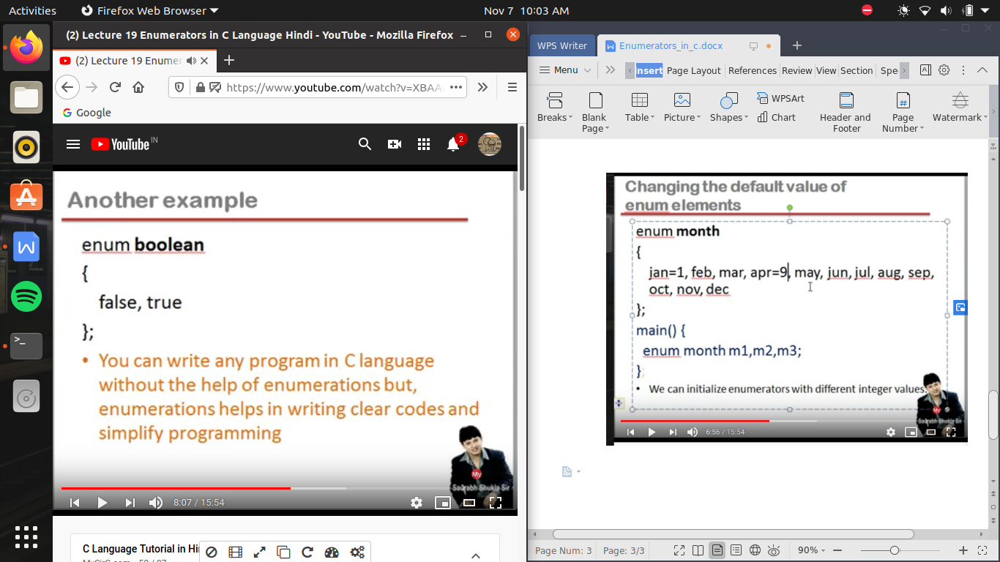 Activities
Firefox Web Browser
Nov 7 10:03 AM
(2) Lecture 19 Enumerators in C Language Hindi - YouTube - Mozilla Firefox
(2) Lecture 19 Enumer
https://www.youtube.com/watch?v=XBAA
Google
YouTube IN
2
Another example
enum boolean
{
false, true
};
• You can write any program in C language
without the help of enumerations but,
enumerations helps in writing clear codes and
simplify programming
My
Saurabh Shukla Sir
8:07 / 15:54
C Language Tutorial in Hi
WPS Writer
Enumerators_in_c.docx
Menu
Insert
Page Layout
References
Review
View
Section
Spe
Breaks
Blank
Page
Table
Picture
Shapes
WPSArt
Chart
Header and
Footer
Page
Number
Watermark
Changing the default value of
enum elements
enum month
{
jan=1, feb, mar, apr=9, may, jun, jul, aug, sep,
oct, nov, dec
};
main() {
enum month m1,m2,m3;
};
• We can initialize enumerators with different integer values.
My
Saurabh Shukla Sir
6:56 / 15:54
Page Num: 3
Page: 3/3
90%